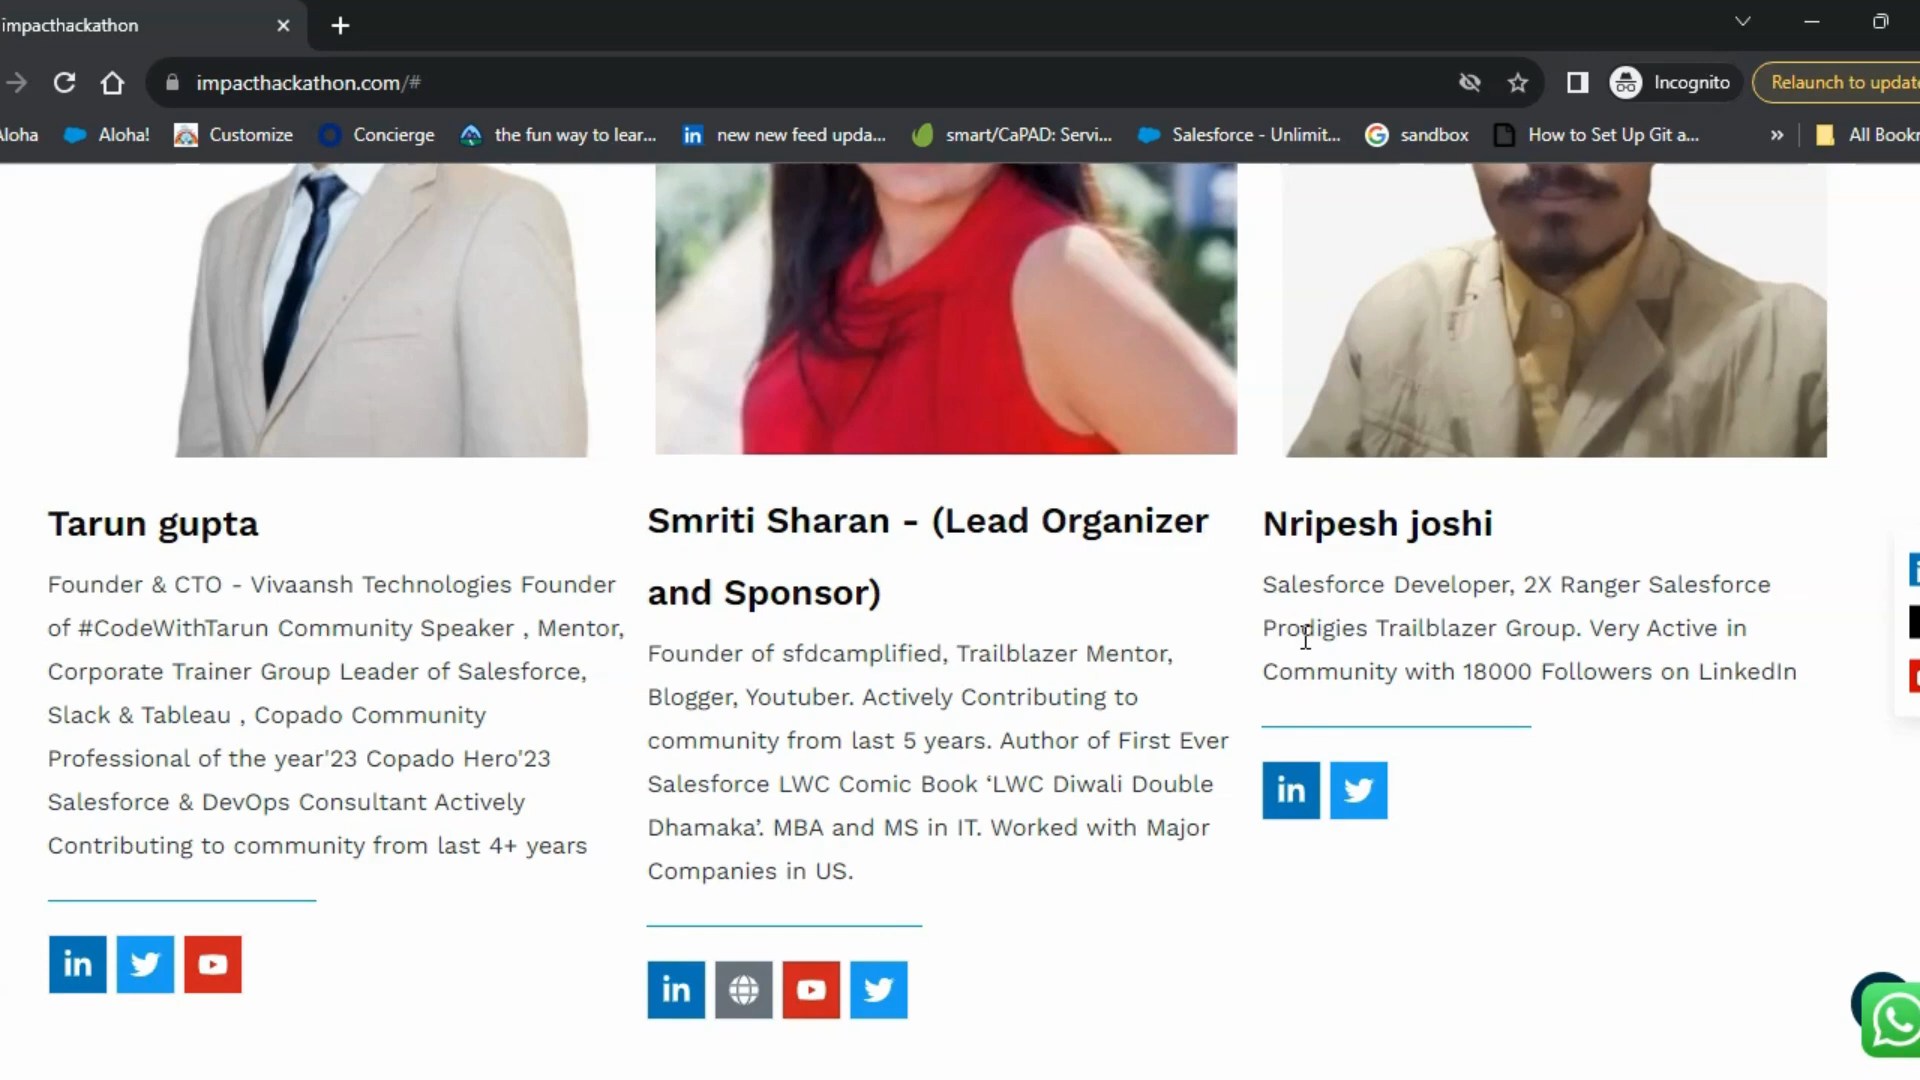 impacthackathon
impacthackathon.com/#
Incognito
Relaunch to update
Aloha
Aloha!
Customize
Concierge
the fun way to lear...
new new feed upda...
smart/CaPAD: Servi...
Salesforce - Unlimit...
sandbox
How to Set Up Git a...
»
All Bookr
Tarun gupta
Founder & CTO - Vivaansh Technologies Founder
of #CodeWithTarun Community Speaker , Mentor,
Corporate Trainer Group Leader of Salesforce,
Slack & Tableau , Copado Community
Professional of the year'23 Copado Hero'23
Salesforce & DevOps Consultant Actively
Contributing to community from last 4+ years
in
Smriti Sharan - (Lead Organizer
and Sponsor)
Founder of sfdcamplified, Trailblazer Mentor,
Blogger, Youtuber. Actively Contributing to
community from last 5 years. Author of First Ever
Salesforce LWC Comic Book ‘LWC Diwali Double
Dhamaka’. MBA and MS in IT. Worked with Major
Companies in US.
in
Nripesh joshi
Salesforce Developer, 2X Ranger Salesforce
Prodigies Trailblazer Group. Very Active in
Community with 18000 Followers on LinkedIn
in